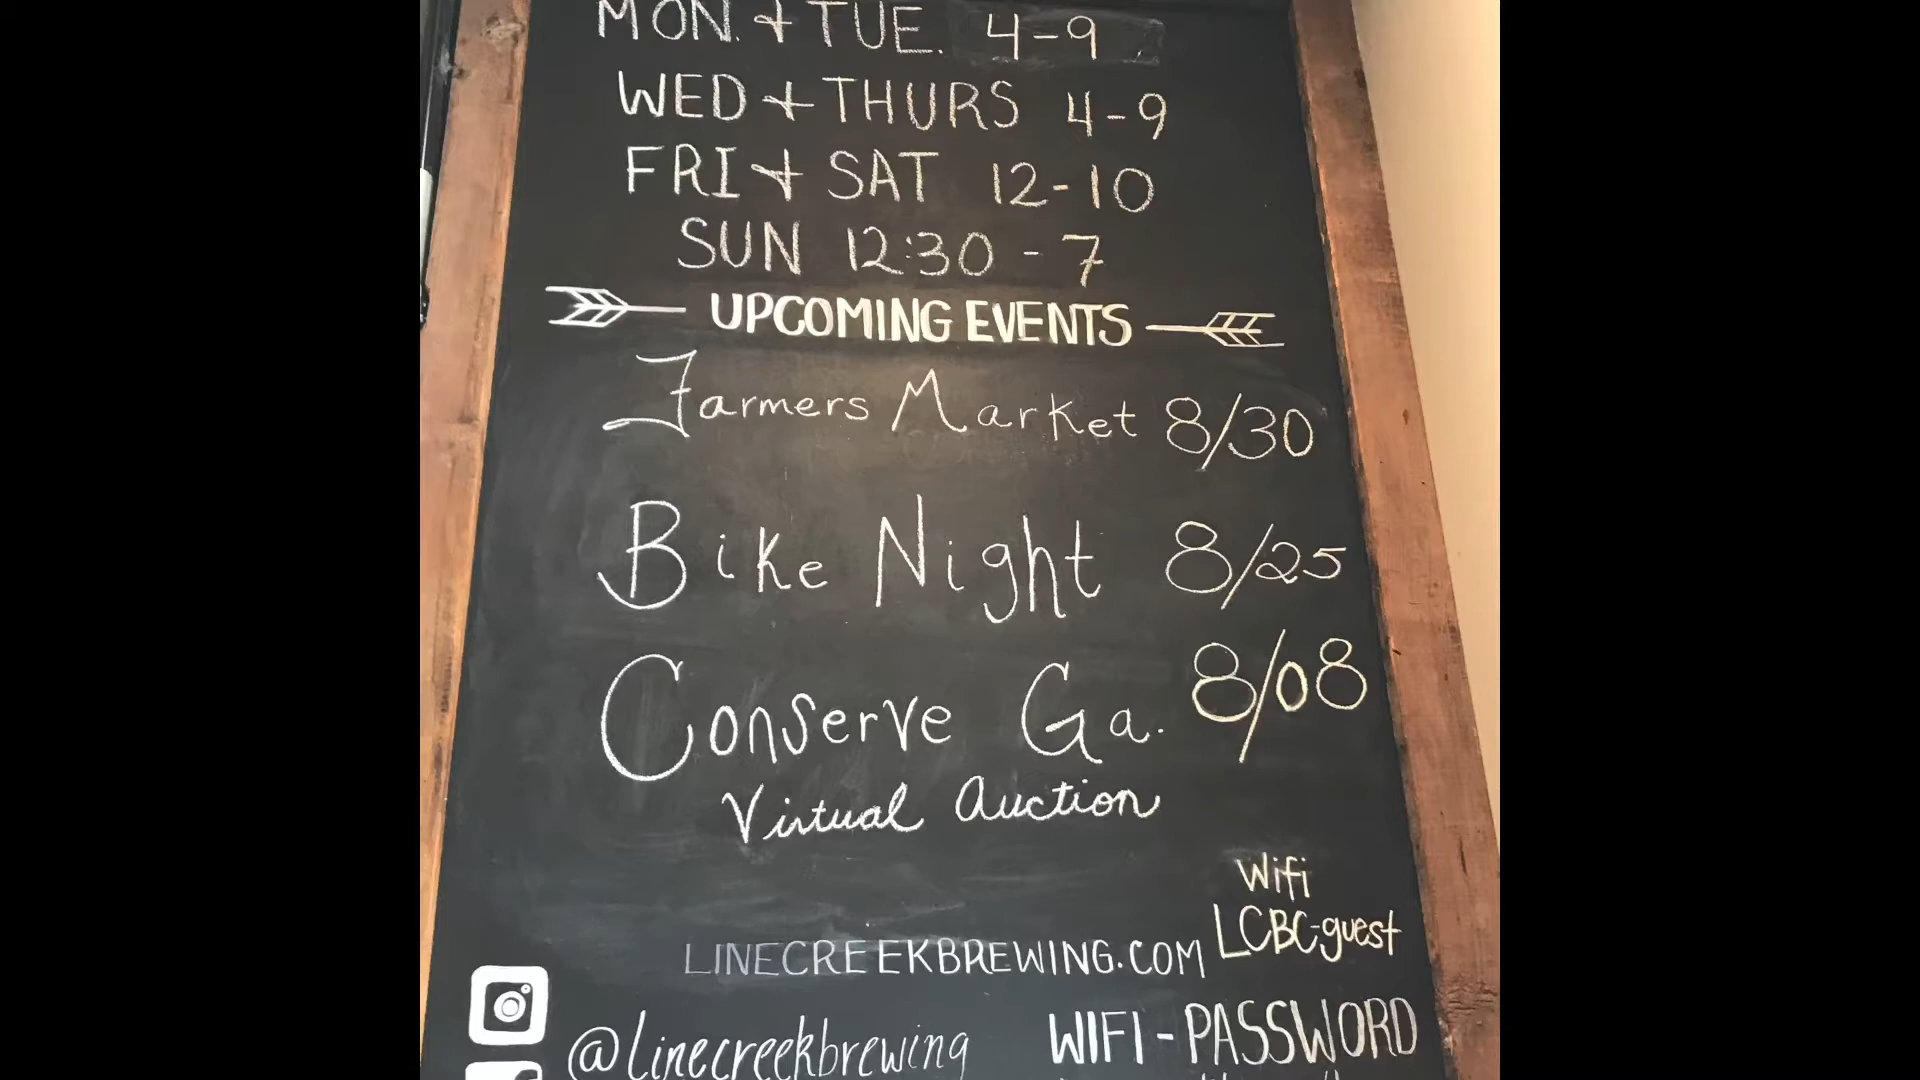 MON. + TUE. 4-9
WED + THURS 4-9
FRI + SAT 12-10
SUN 12:30 - 7
UPCOMING EVENTS
Farmers Market 8/30
Bike Night 8/25
Conserve Ga. 8/08
Virtual Auction
Wifi
LCBC-guest
LINECREEKBREWING.COM
@linecreekbrewing
WIFI-PASSWORD